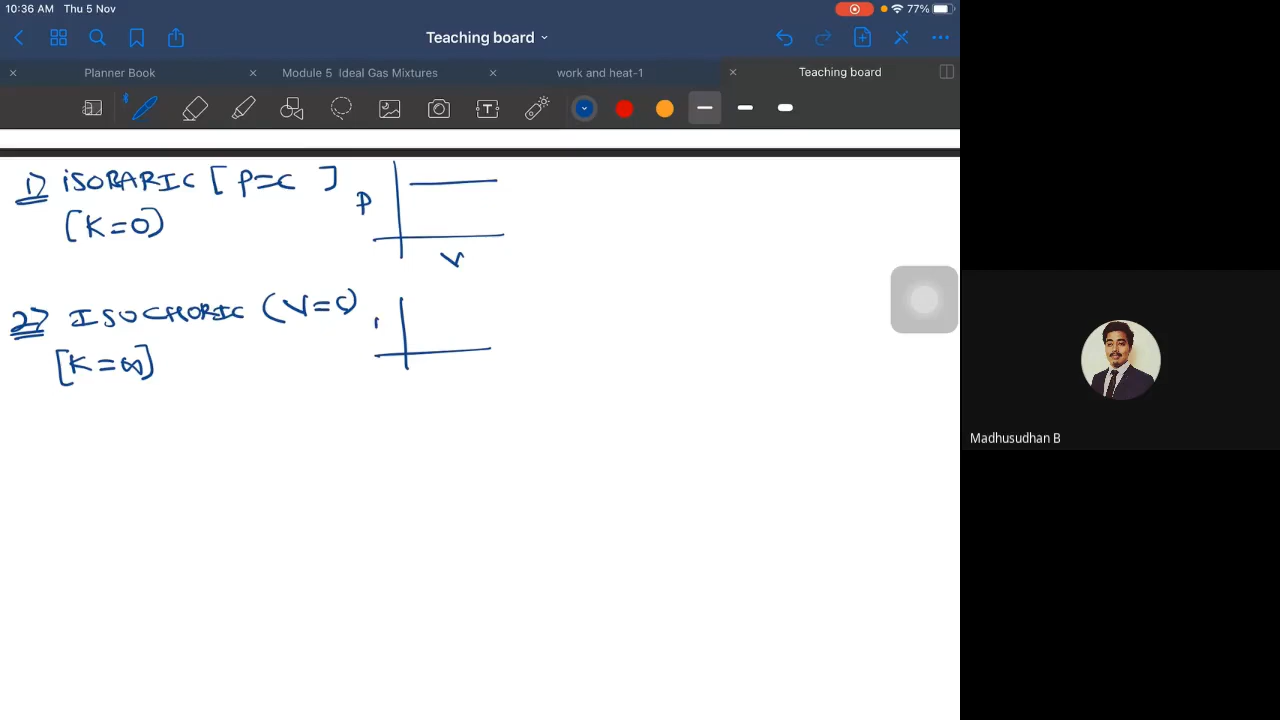 10:36 AM Thu 5 Nov
77%
Teaching board
Planner Book
Module 5 Ideal Gas Mixtures
work and heat-1
Teaching board
1) ISOBARIC [ P=C ]
[K=0)
P
V
2) ISOCHORIC (V=C)
[K=∞]
Madhusudhan B